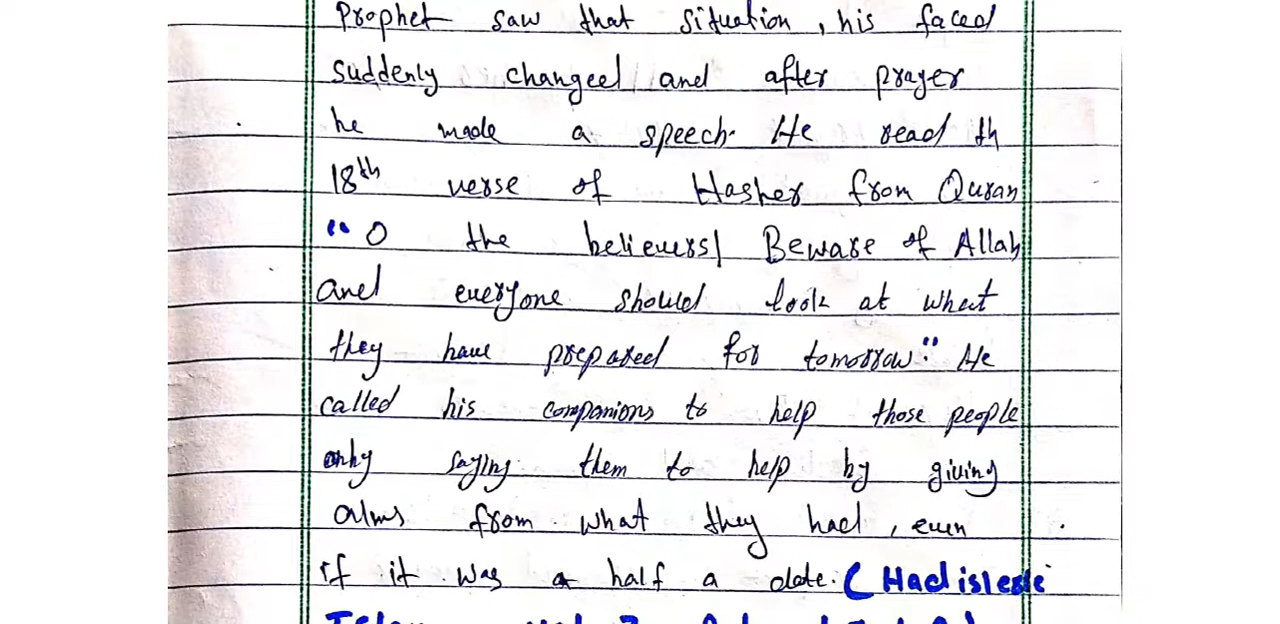 Prophet saw that situation, his faced
suddenly changed and after prayer
he made a speech. He read th
18th verse of Hasher from Quran
"O the believers! Beware of Allah
and everyone should look at what
they have prepared for tomorrow." He
called his companions to help those people
only saying them to help by giving
alms from what they had, even
if it was a half a date. (Hadislerle